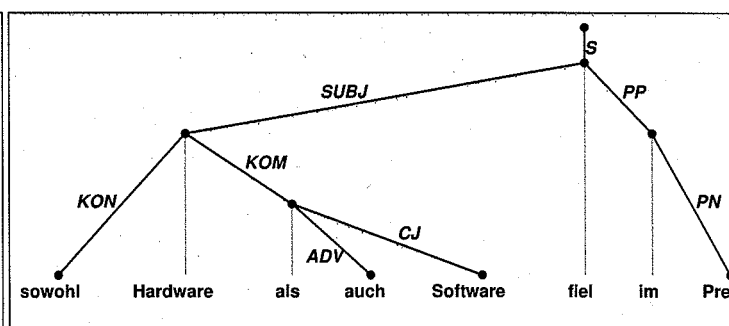 S
SUBJ PP
KOM
KON PN
CJ
ADV
sowohl Hardware als auch Software fiel im Pre